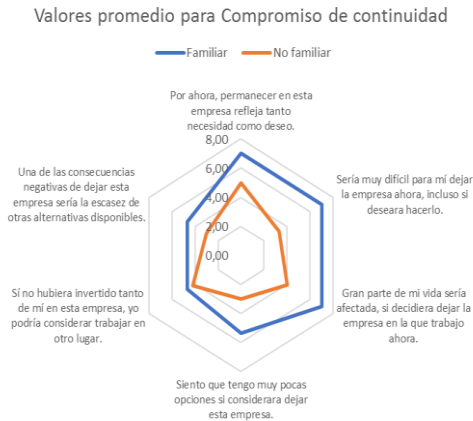 Valores promedio para Compromiso de continuidad
Familiar
No familiar
Por ahora, permanecer en esta
empresa refleja tanto
necesidad como deseo.
8,00
6,00
4,00
2,00
0,00
Sería muy difícil para mí dejar
la empresa ahora, incluso si
deseara hacerlo.
Gran parte de mi vida sería
afectada, si decidiera dejar la
empresa en la que trabajo
ahora.
Siento que tengo muy pocas
opciones si considerara dejar
esta empresa.
Sí no hubiera invertido tanto
de mí en esta empresa, yo
podría considerar trabajar en
otro lugar.
Una de las consecuencias
negativas de dejar esta
empresa sería la escasez de
otras alternativas disponibles.